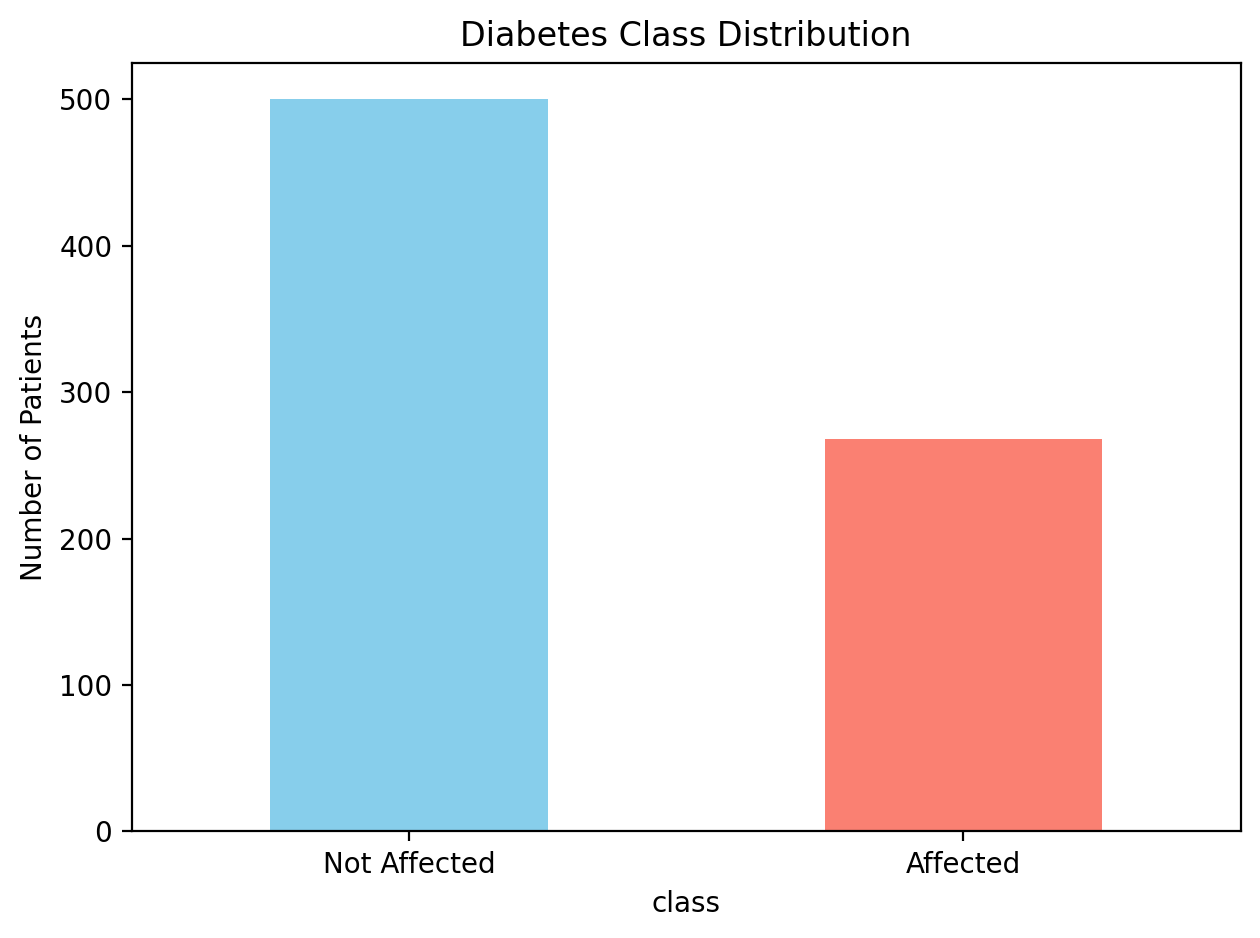 Diabetes Class Distribution
Number of Patients
500
400
300
200
100
0
Not Affected
Affected
class